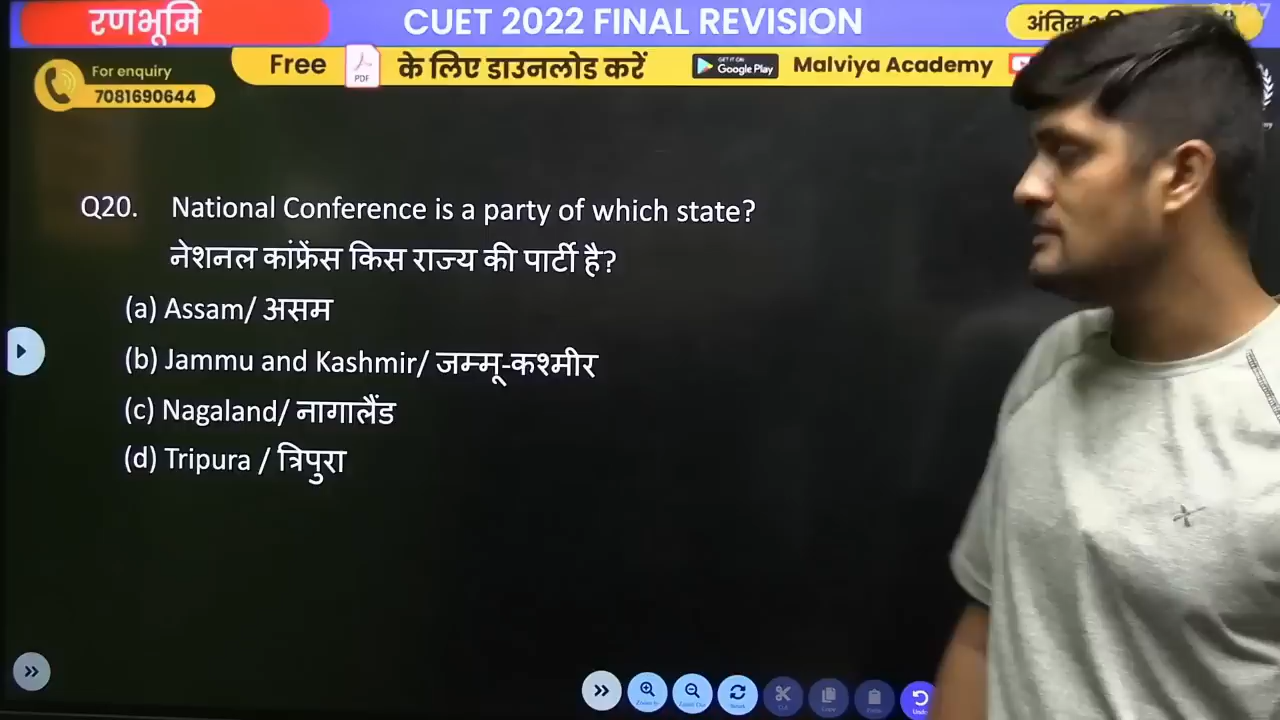 रणभूमि
CUET 2022 FINAL REVISION
अंतिम
For enquiry
7081690644
Free
PDF
के लिए डाउनलोड करें
GET IT ON
Google Play
Malviya Academy
Q20. National Conference is a party of which state?
नेशनल कांफ्रेंस किस राज्य की पार्टी है?
(a) Assam/ असम
(b) Jammu and Kashmir/ जम्मू-कश्मीर
(c) Nagaland/ नागालैंड
(d) Tripura / त्रिपुरा
Undo